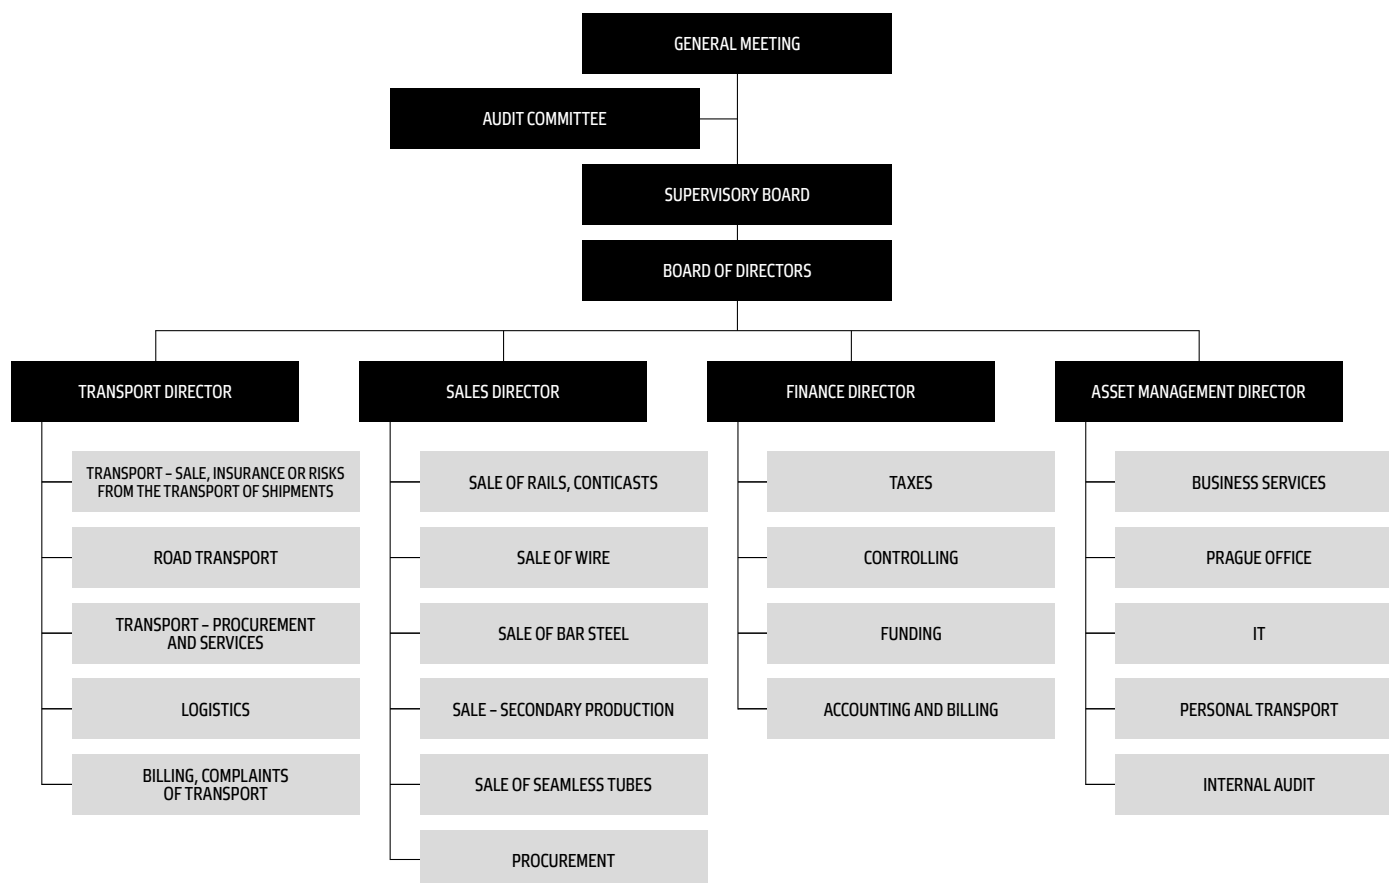 GENERAL MEETING
AUDIT COMMITTEE
SUPERVISORY BOARD
BOARD OF DIRECTORS
TRANSPORT DIRECTOR
TRANSPORT – SALE, INSURANCE OR RISKS
FROM THE TRANSPORT OF SHIPMENTS
ROAD TRANSPORT
TRANSPORT – PROCUREMENT
AND SERVICES
LOGISTICS
BILLING, COMPLAINTS
OF TRANSPORT
SALES DIRECTOR
SALE OF RAILS, CONTICASTS
SALE OF WIRE
SALE OF BAR STEEL
SALE – SECONDARY PRODUCTION
SALE OF SEAMLESS TUBES
PROCUREMENT
FINANCE DIRECTOR
TAXES
CONTROLLING
FUNDING
ACCOUNTING AND BILLING
ASSET MANAGEMENT DIRECTOR
BUSINESS SERVICES
PRAGUE OFFICE
IT
PERSONAL TRANSPORT
INTERNAL AUDIT